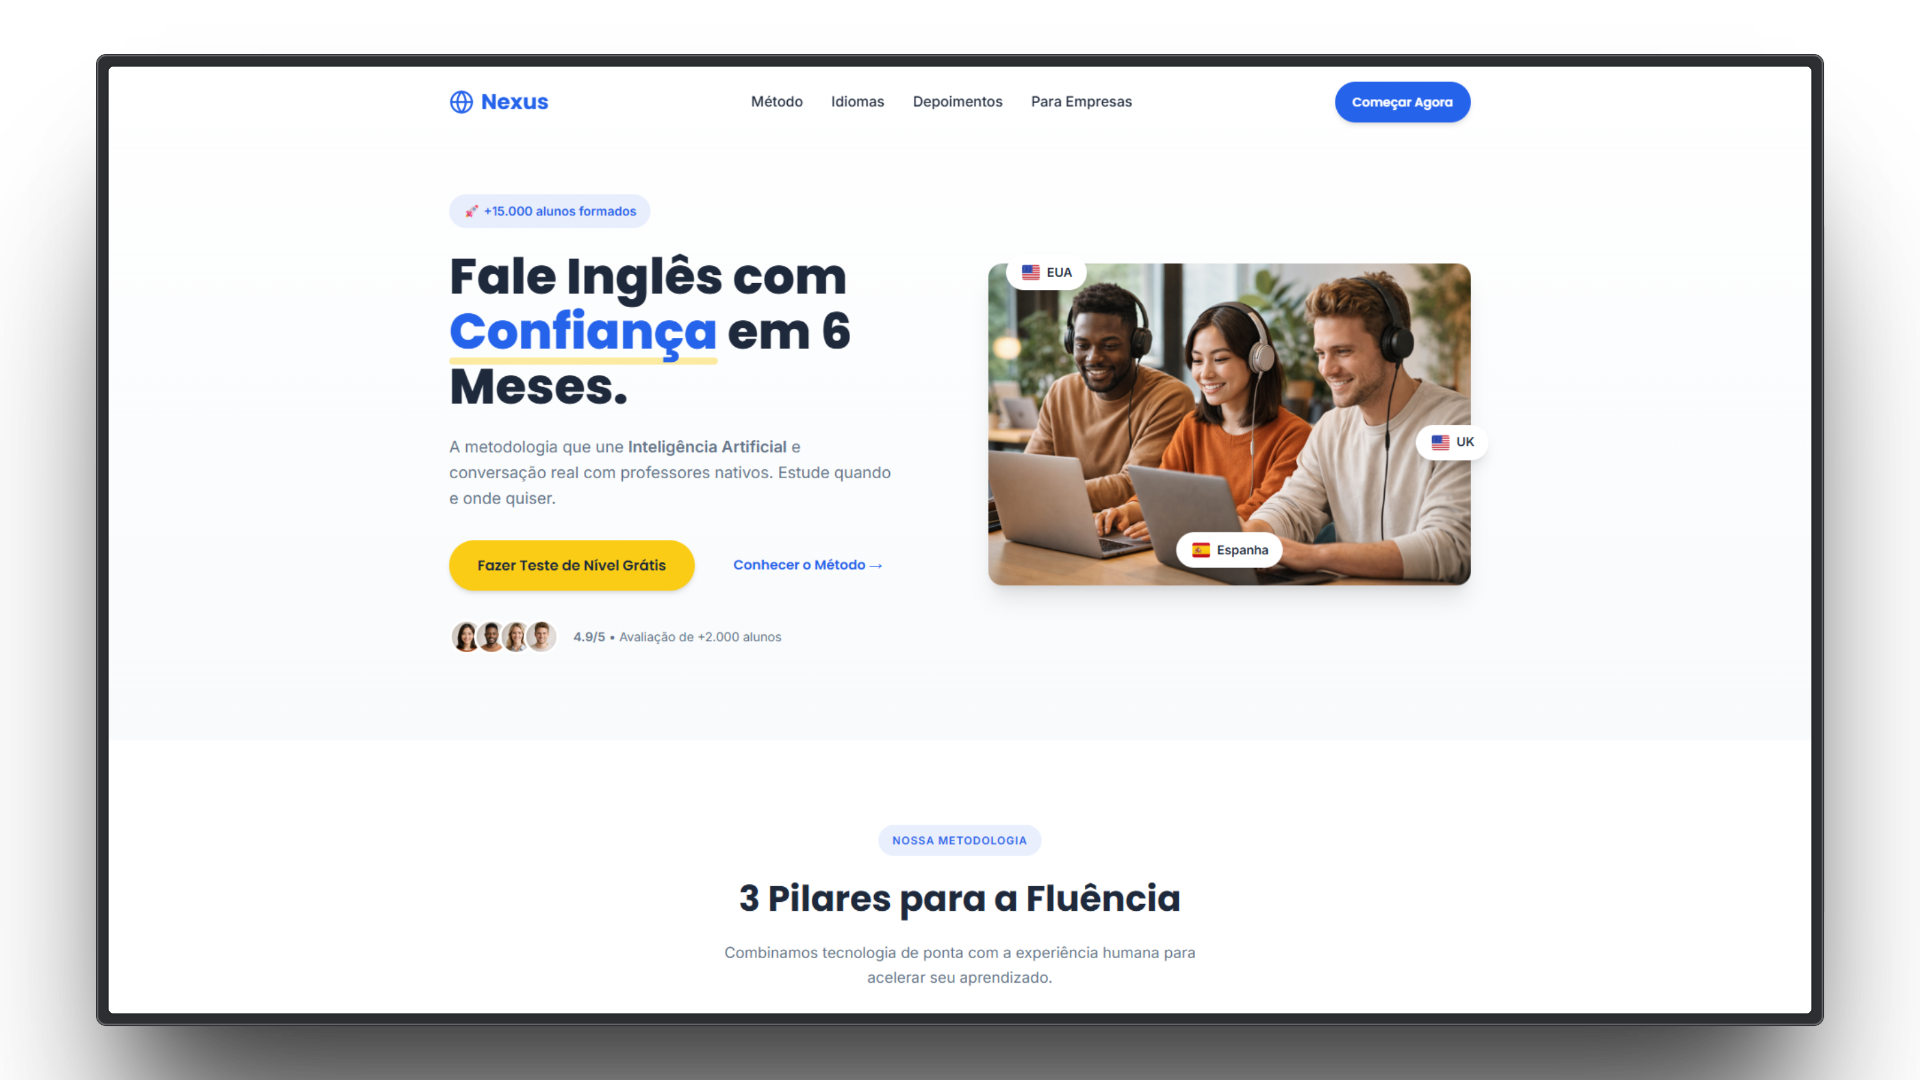 Nexus
Método
Idiomas
Depoimentos
Para Empresas
Começar Agora
🚀 +15.000 alunos formados
Fale Inglês com
Confiança em 6
Meses.
A metodologia que une Inteligência Artificial e
conversação real com professores nativos. Estude quando
e onde quiser.
Fazer Teste de Nível Grátis
Conhecer o Método →
4.9/5 • Avaliação de +2.000 alunos
EUA
UK
Espanha
NOSSA METODOLOGIA
3 Pilares para a Fluência
Combinamos tecnologia de ponta com a experiência humana para
acelerar seu aprendizado.